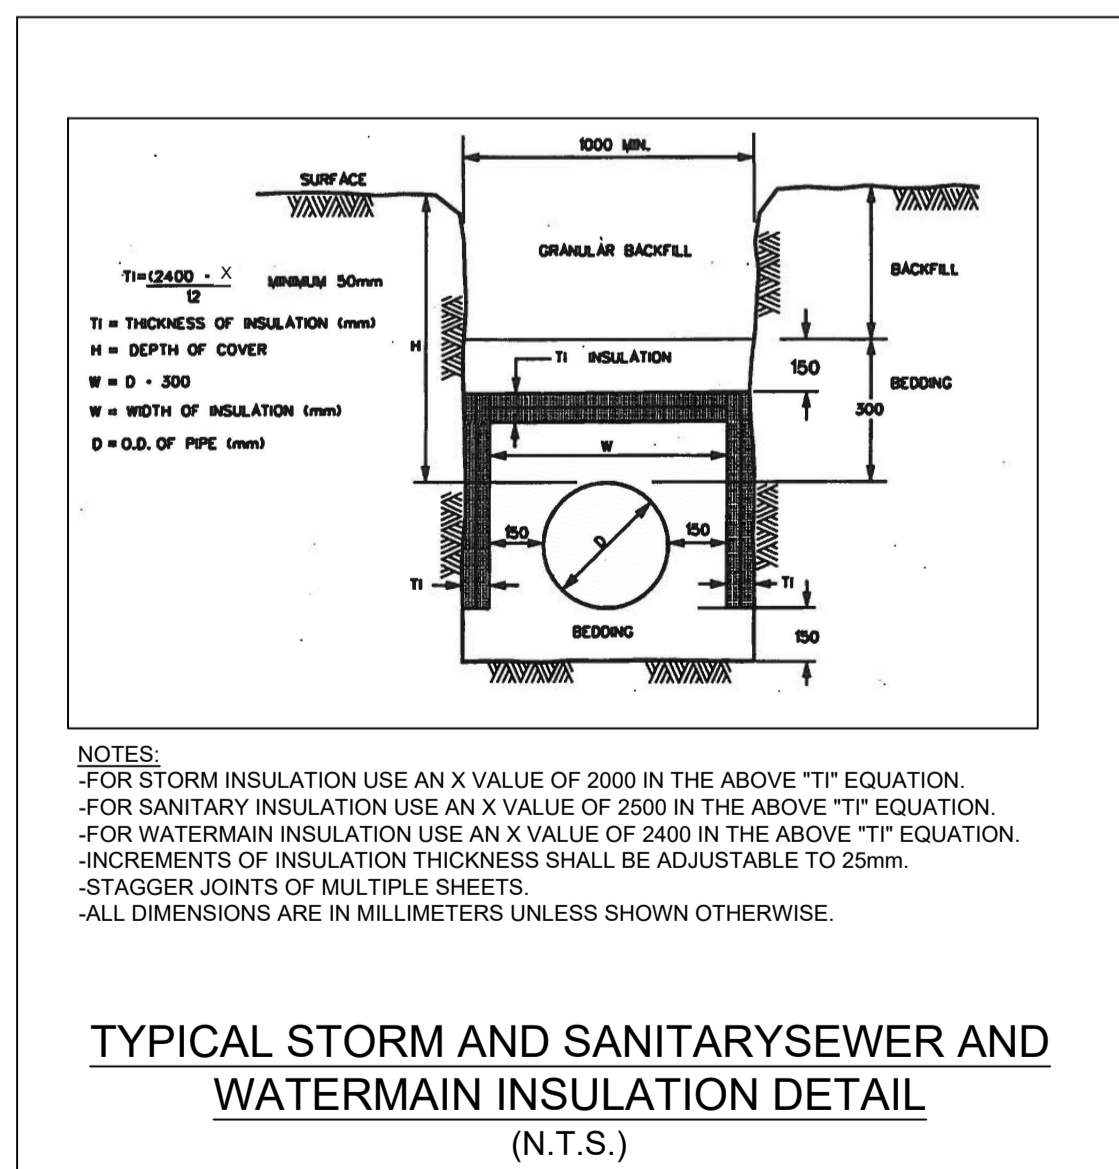 1000 MIN.
SURFACE
GRANULAR BACKFILL
BACKFILL
TI=(2400 - X
12
MINIMUM 50mm
TI = THICKNESS OF INSULATION (mm)
H = DEPTH OF COVER
W = D • 300
W = WIDTH OF INSULATION (mm)
D = O.D. OF PIPE (mm)
H
TI INSULATION
150
BEDDING
300
W
150
D
150
TI
TI
BEDDING
150
NOTES:
-FOR STORM INSULATION USE AN X VALUE OF 2000 IN THE ABOVE "TI" EQUATION.
-FOR SANITARY INSULATION USE AN X VALUE OF 2500 IN THE ABOVE "TI" EQUATION.
-FOR WATERMAIN INSULATION USE AN X VALUE OF 2400 IN THE ABOVE "TI" EQUATION.
-INCREMENTS OF INSULATION THICKNESS SHALL BE ADJUSTABLE TO 25mm.
-STAGGER JOINTS OF MULTIPLE SHEETS.
-ALL DIMENSIONS ARE IN MILLIMETERS UNLESS SHOWN OTHERWISE.
TYPICAL STORM AND SANITARYSEWER AND
WATERMAIN INSULATION DETAIL
(N.T.S.)